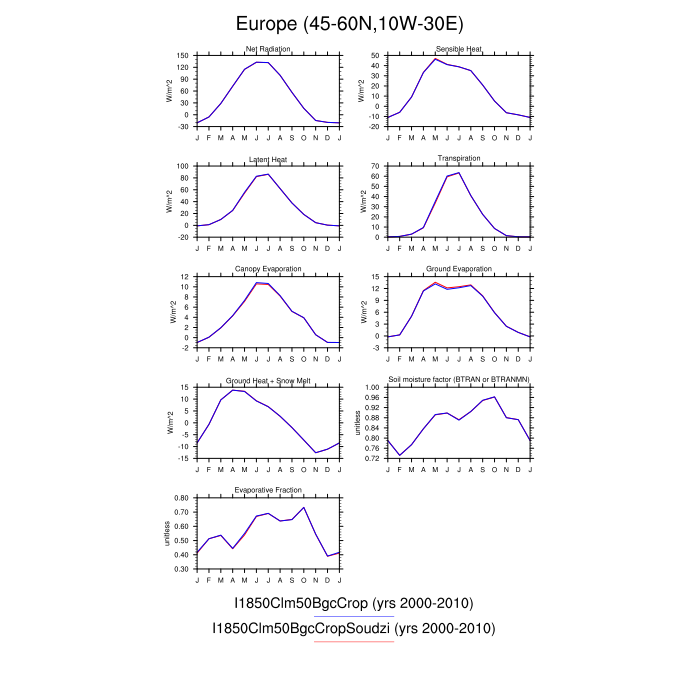 Europe (45-60N,10W-30E)
Net Radiation
Sensible Heat
150
120
90
60
30
0
-30
W/m^2
J F M A M J J A S O N D J
50
40
30
20
10
0
-10
-20
W/m^2
J F M A M J J A S O N D J
Latent Heat
Transpiration
100
80
60
40
20
0
-20
W/m^2
J F M A M J J A S O N D J
70
60
50
40
30
20
10
0
W/m^2
J F M A M J J A S O N D J
Canopy Evaporation
Ground Evaporation
12
10
8
6
4
2
0
-2
W/m^2
J F M A M J J A S O N D J
15
12
9
6
3
0
-3
W/m^2
J F M A M J J A S O N D J
Ground Heat + Snow Melt
Soil moisture factor (BTRAN or BTRANMN)
15
10
5
0
-5
-10
-15
W/m^2
J F M A M J J A S O N D J
1.00
0.96
0.92
0.88
0.84
0.80
0.76
0.72
unitless
J F M A M J J A S O N D J
Evaporative Fraction
0.80
0.70
0.60
0.50
0.40
0.30
unitless
J F M A M J J A S O N D J
I1850Clm50BgcCrop (yrs 2000-2010)
I1850Clm50BgcCropSoudzi (yrs 2000-2010)